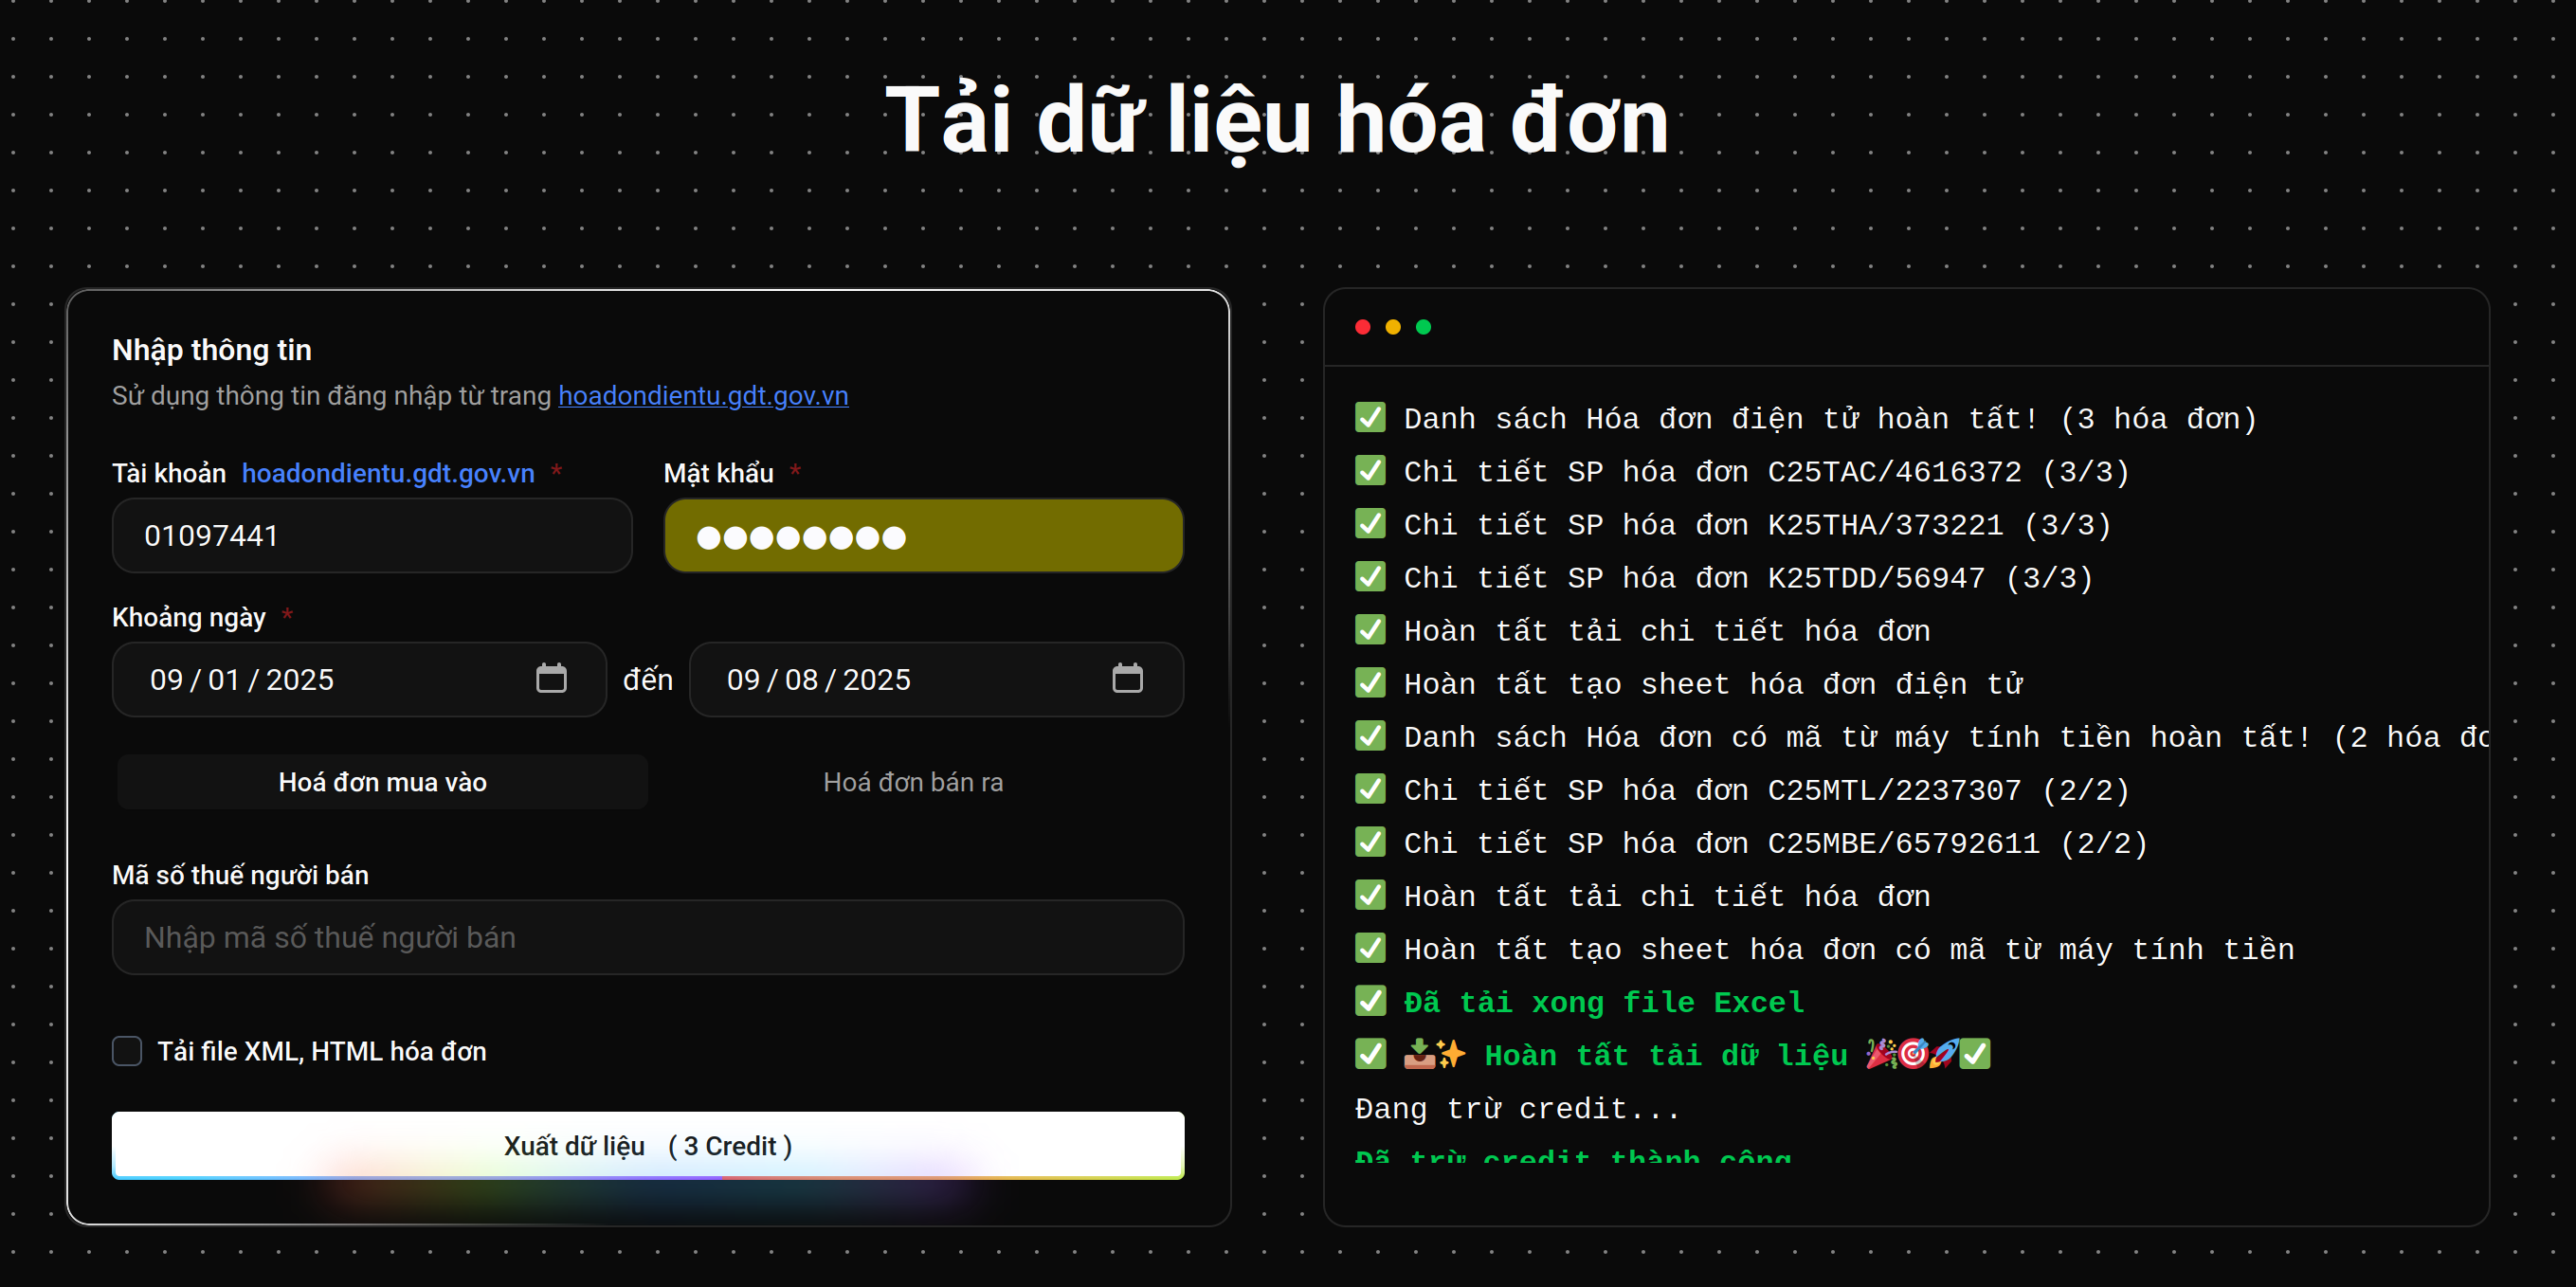 Tải dữ liệu hóa đơn
Nhập thông tin
Sử dụng thông tin đăng nhập từ trang hoadondientu.gdt.gov.vn
Tài khoản hoadondientu.gdt.gov.vn *
Mật khẩu *
01097441
●●●●●●●●
Khoảng ngày *
09/01/2025 đến 09/08/2025
Hoá đơn mua vào
Hoá đơn bán ra
Mã số thuế người bán
Nhập mã số thuế người bán
Tải file XML, HTML hóa đơn
Xuất dữ liệu ( 3 Credit )
✅ Danh sách Hóa đơn điện tử hoàn tất! (3 hóa đơn)
✅ Chi tiết SP hóa đơn C25TAC/4616372 (3/3)
✅ Chi tiết SP hóa đơn K25THA/373221 (3/3)
✅ Chi tiết SP hóa đơn K25TDD/56947 (3/3)
✅ Hoàn tất tải chi tiết hóa đơn
✅ Hoàn tất tạo sheet hóa đơn điện tử
✅ Danh sách Hóa đơn có mã từ máy tính tiền hoàn tất! (2 hóa đơ
✅ Chi tiết SP hóa đơn C25MTL/2237307 (2/2)
✅ Chi tiết SP hóa đơn C25MBE/65792611 (2/2)
✅ Hoàn tất tải chi tiết hóa đơn
✅ Hoàn tất tạo sheet hóa đơn có mã từ máy tính tiền
✅ Đã tải xong file Excel
✅ 📥✨ Hoàn tất tải dữ liệu 🎉🎯🚀✅
Đang trừ credit...
Đã trừ credit thành công